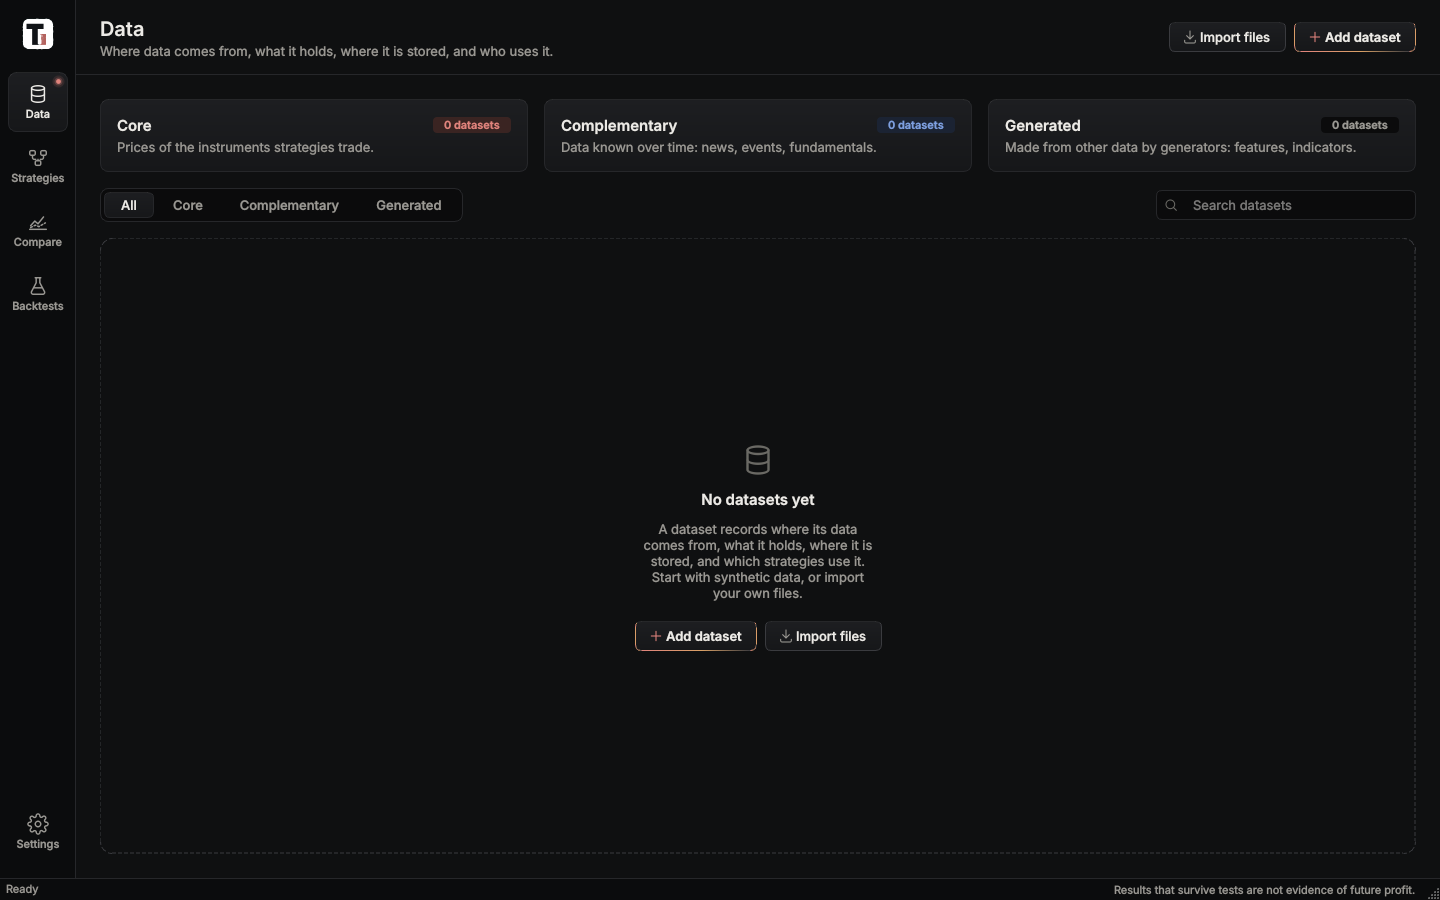 Data
Where data comes from, what it holds, where it is stored, and who uses it.
Import files
Add dataset
Data
Strategies
Compare
Backtests
Settings
Core
0 datasets
Prices of the instruments strategies trade.
Complementary
0 datasets
Data known over time: news, events, fundamentals.
Generated
0 datasets
Made from other data by generators: features, indicators.
All
Core
Complementary
Generated
Search datasets
No datasets yet
A dataset records where its data
comes from, what it holds, where it is
stored, and which strategies use it.
Start with synthetic data, or import
your own files.
Add dataset
Import files
Ready
Results that survive tests are not evidence of future profit.